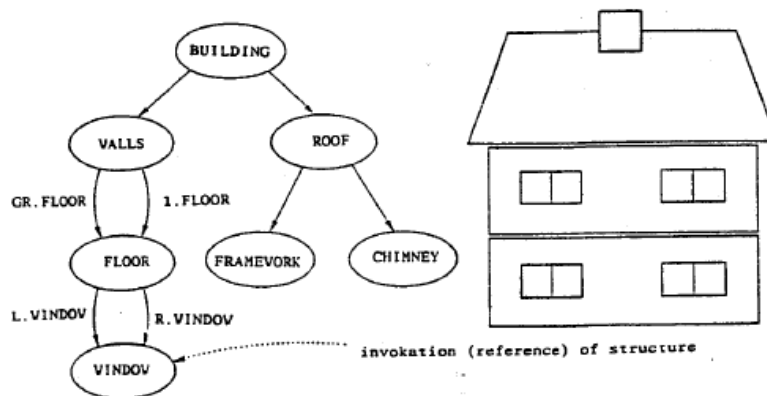 BUILDING
VALLS
ROOF
GR.FLOOR
1.FLOOR
FLOOR
FRAMEVORK
CHIMNEY
L.VINDOV
R.VINDOV
invokation (reference) of structure
VINDOV